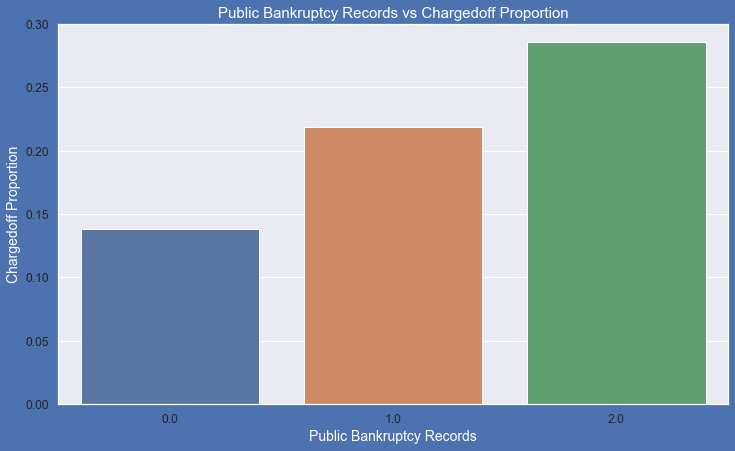 Public Bankruptcy Records vs Chargedoff Proportion
0.30
0.25
0.20
0.15
0.10
0.05
0.00
Chargedoff Proportion
0.0 1.0 2.0
Public Bankruptcy Records